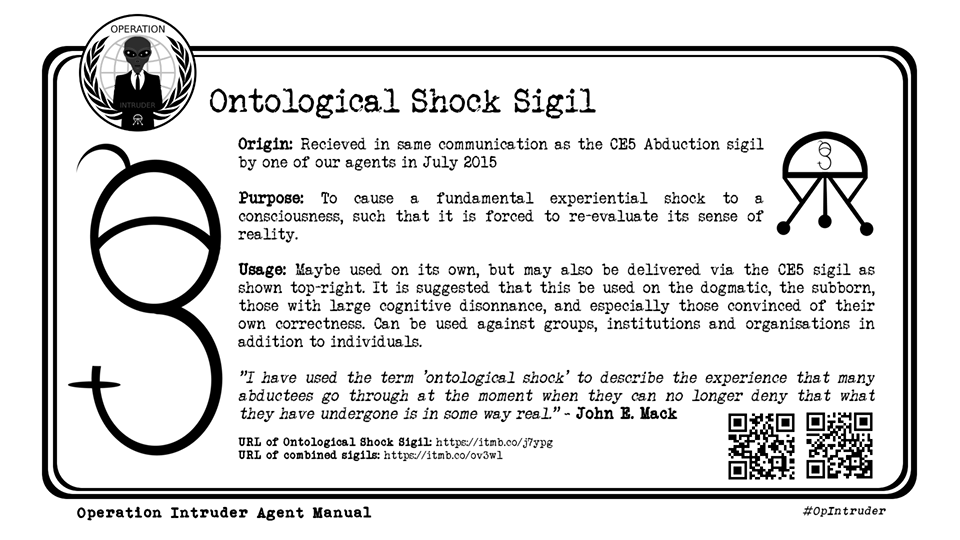 OPERATION
INTRUDER
Ontological Shock Sigil
Origin: Recieved in same communication as the CE5 Abduction sigil
by one of our agents in July 2015
Purpose: To cause a fundamental experiential shock to a
consciousness, such that it is forced to re-evaluate its sense of
reality.
Usage: Maybe used on its own, but may also be delivered via the CE5 sigil as
shown top-right. It is suggested that this be used on the dogmatic, the suborn,
those with large cognitive disonnance, and especially those convinced of their
own correctness. Can be used against groups, institutions and organisations in
addition to individuals.
"I have used the term 'ontological shock' to describe the experience that many
abductees go through at the moment when they can no longer deny that what
they have undergone is in some way real." - John E. Mack
URL of Ontological Shock Sigil: https://itmb.co/j7ypg
URL of combined sigils: https://itmb.co/ov3wl
Operation Intruder Agent Manual
#OpIntruder